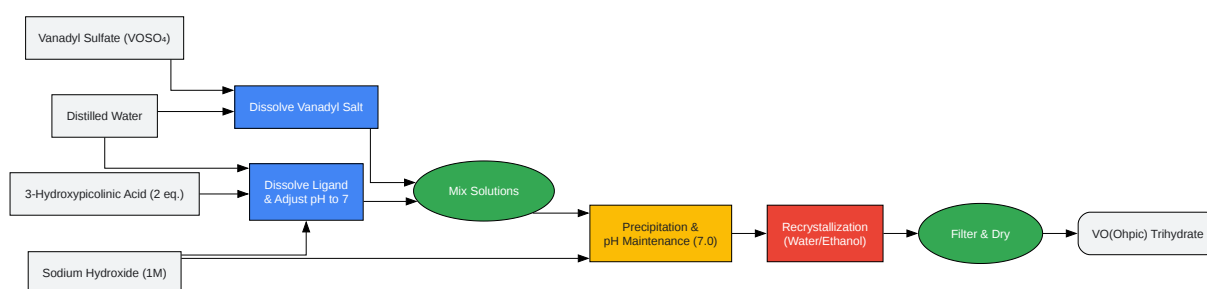 Vanadyl Sulfate (VOSO₄)
Distilled Water
3-Hydroxypicolinic Acid (2 eq.)
Sodium Hydroxide (1M)
Dissolve Vanadyl Salt
Dissolve Ligand
& Adjust pH to 7
Mix Solutions
Precipitation &
pH Maintenance (7.0)
Recrystallization
(Water/Ethanol)
Filter & Dry
VO(Ohpic) Trihydrate